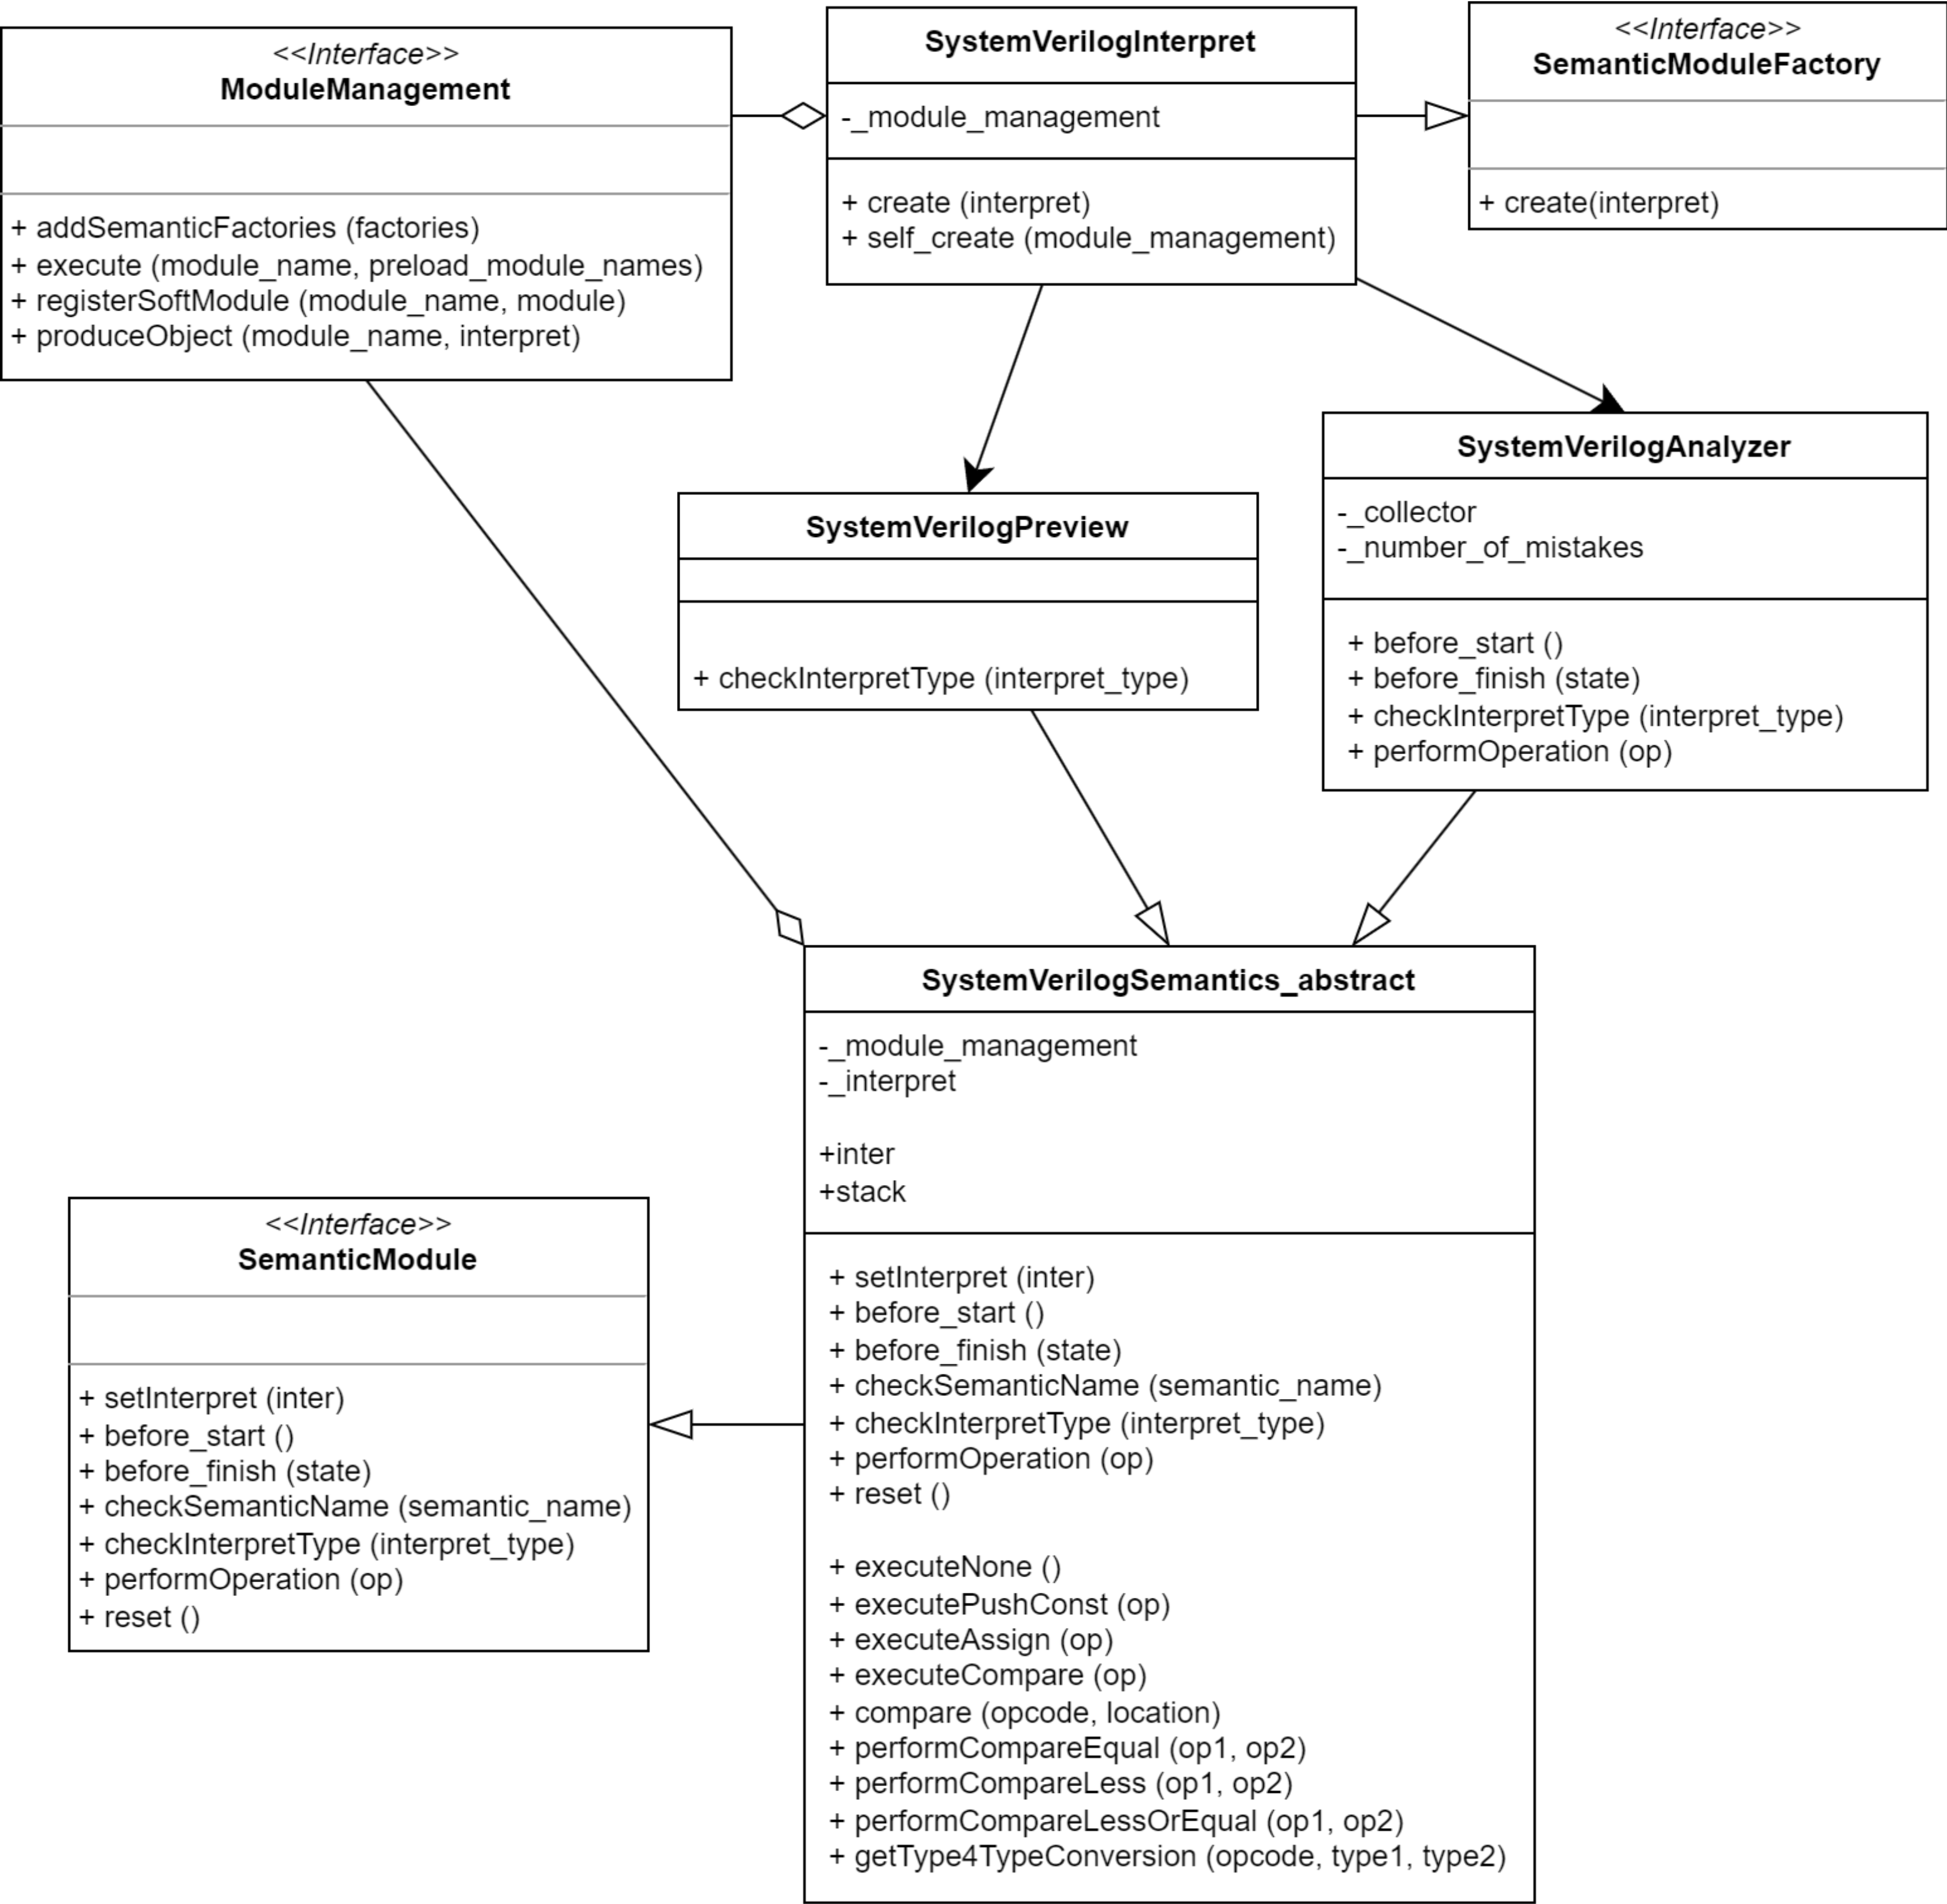 <<Interface>>
ModuleManagement
+ addSemanticFactories (factories)
+ execute (module_name, preload_module_names)
+ registerSoftModule (module_name, module)
+ produceObject (module_name, interpret)
SystemVerilogInterpret
-_module_management
+ create (interpret)
+ self_create (module_management)
<<Interface>>
SemanticModuleFactory
+ create(interpret)
SystemVerilogPreview
+ checkInterpretType (interpret_type)
SystemVerilogAnalyzer
-_collector
-_number_of_mistakes
+ before_start ()
+ before_finish (state)
+ checkInterpretType (interpret_type)
+ performOperation (op)
SystemVerilogSemantics_abstract
-_module_management
-_interpret
+inter
+stack
+ setInterpret (inter)
+ before_start ()
+ before_finish (state)
+ checkSemanticName (semantic_name)
+ checkInterpretType (interpret_type)
+ performOperation (op)
+ reset ()
+ executeNone ()
+ executePushConst (op)
+ executeAssign (op)
+ executeCompare (op)
+ compare (opcode, location)
+ performCompareEqual (op1, op2)
+ performCompareLess (op1, op2)
+ performCompareLessOrEqual (op1, op2)
+ getType4TypeConversion (opcode, type1, type2)
<<Interface>>
SemanticModule
+ setInterpret (inter)
+ before_start ()
+ before_finish (state)
+ checkSemanticName (semantic_name)
+ checkInterpretType (interpret_type)
+ performOperation (op)
+ reset ()